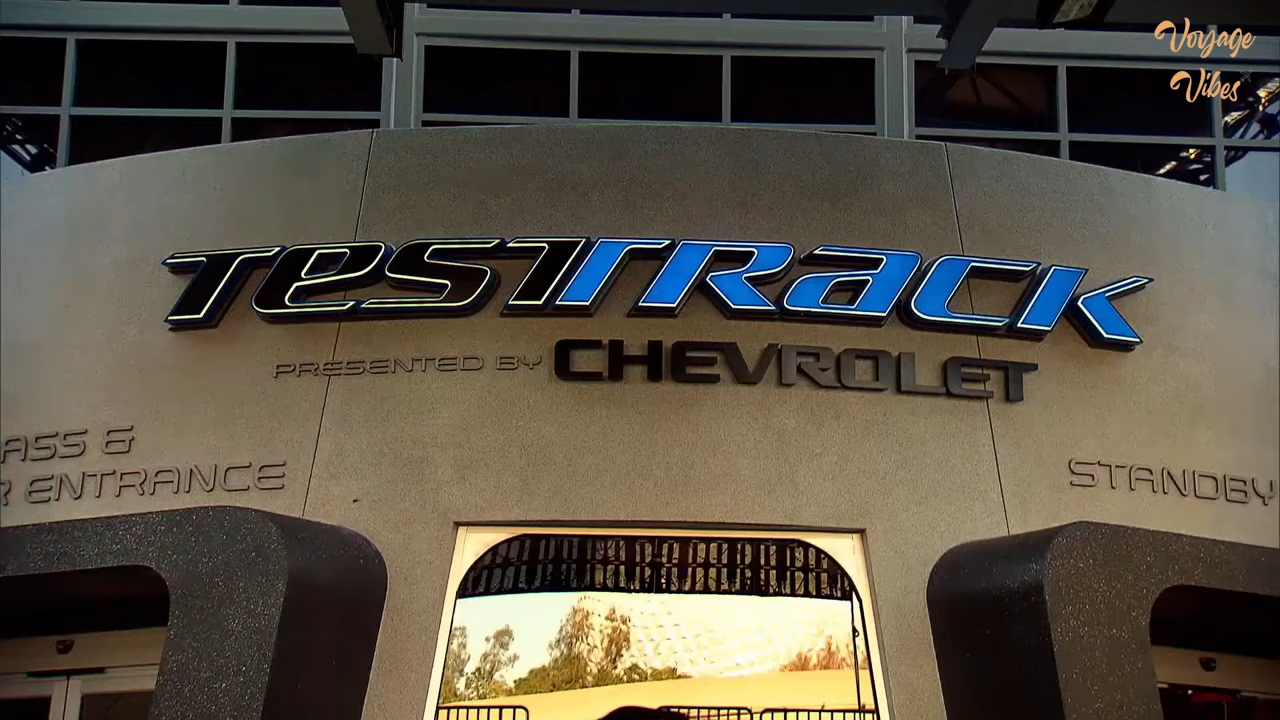 Voyage
Vibes
TESTTRACK
PRESENTED BY CHEVROLET
ASS &
R ENTRANCE
STANDBY